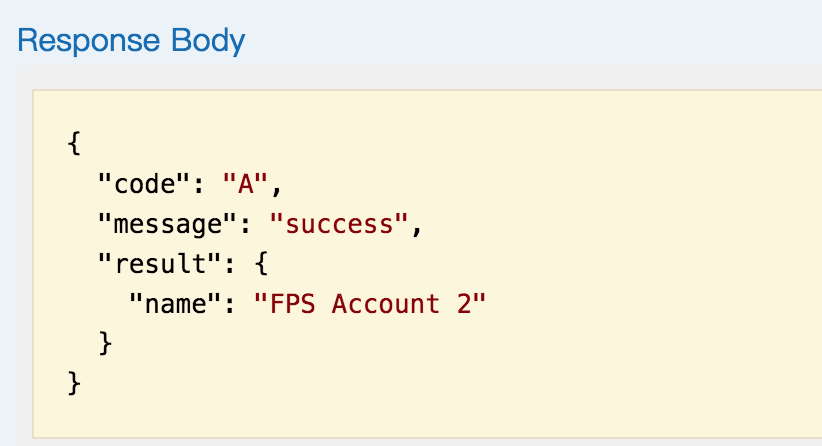 Response Body
{
"code": "A",
"message": "success",
"result": {
"name": "FPS Account 2"
}
}